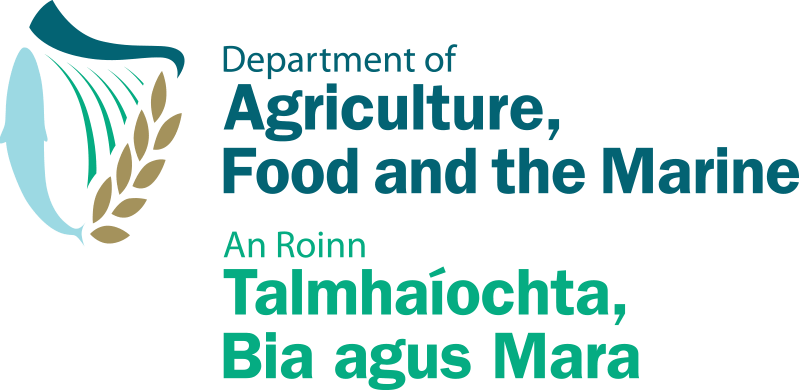 Department of
Agriculture,
Food and the Marine
An Roinn
Talmhaíochta,
Bia agus Mara